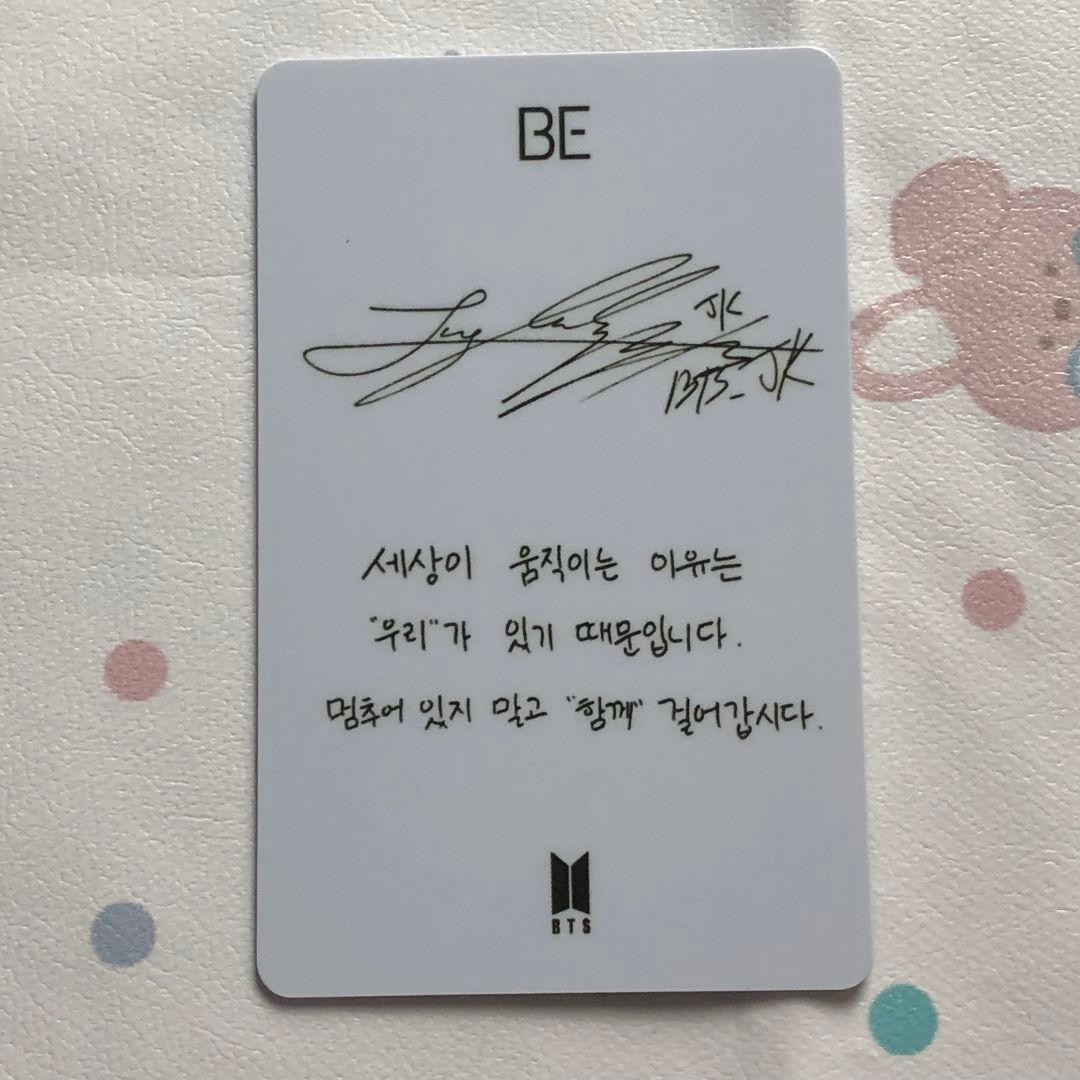 BE
JK
BTS_JK
세상이 움직이는 이유는
"우리"가 있기 때문입니다.
멈추어 있지 말고 "함께" 걸어갑시다.
BTS